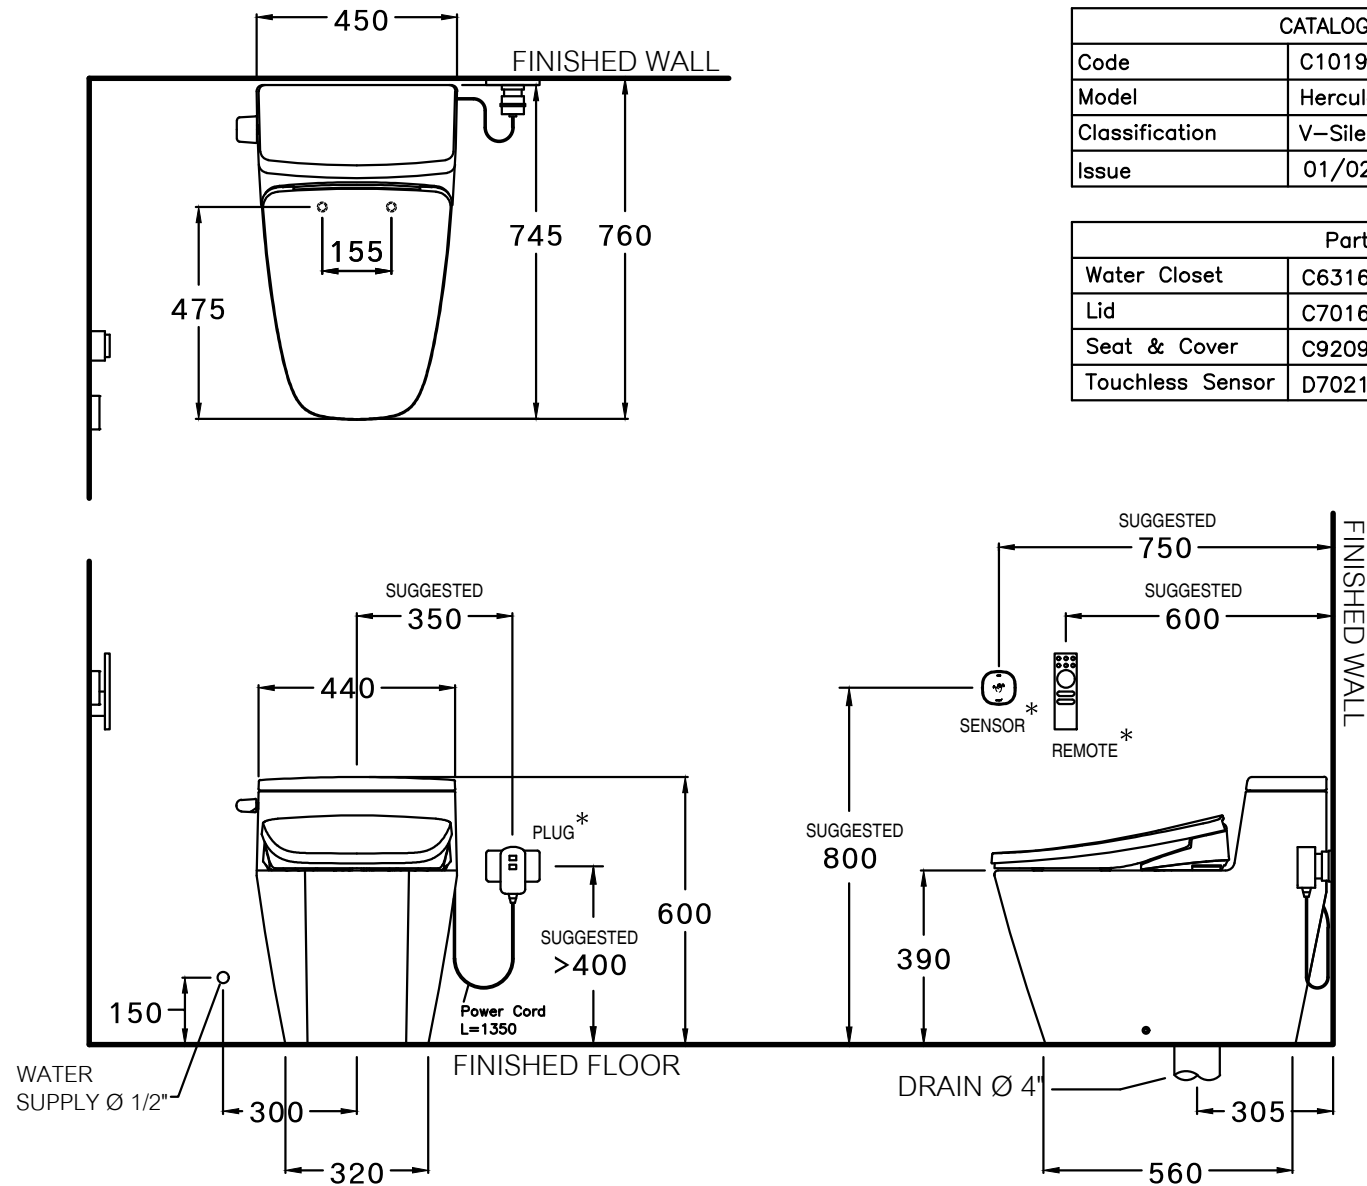 450
FINISHED WALL
745
760
155
475
CATALOG
Code C1019
Model Hercul
Classification V-Sile
Issue 01/02
Part
Water Closet C6316
Lid C7016
Seat & Cover C9209
Touchless Sensor D7021
SUGGESTED
350
440
PLUG*
600
SUGGESTED
>400
Power Cord
L=1350
150
WATER
SUPPLY Ø 1/2"
FINISHED FLOOR
300
320
SUGGESTED
750
SUGGESTED
600
FINISHED WALL
SENSOR*
REMOTE*
SUGGESTED
800
390
DRAIN Ø 4"
305
560